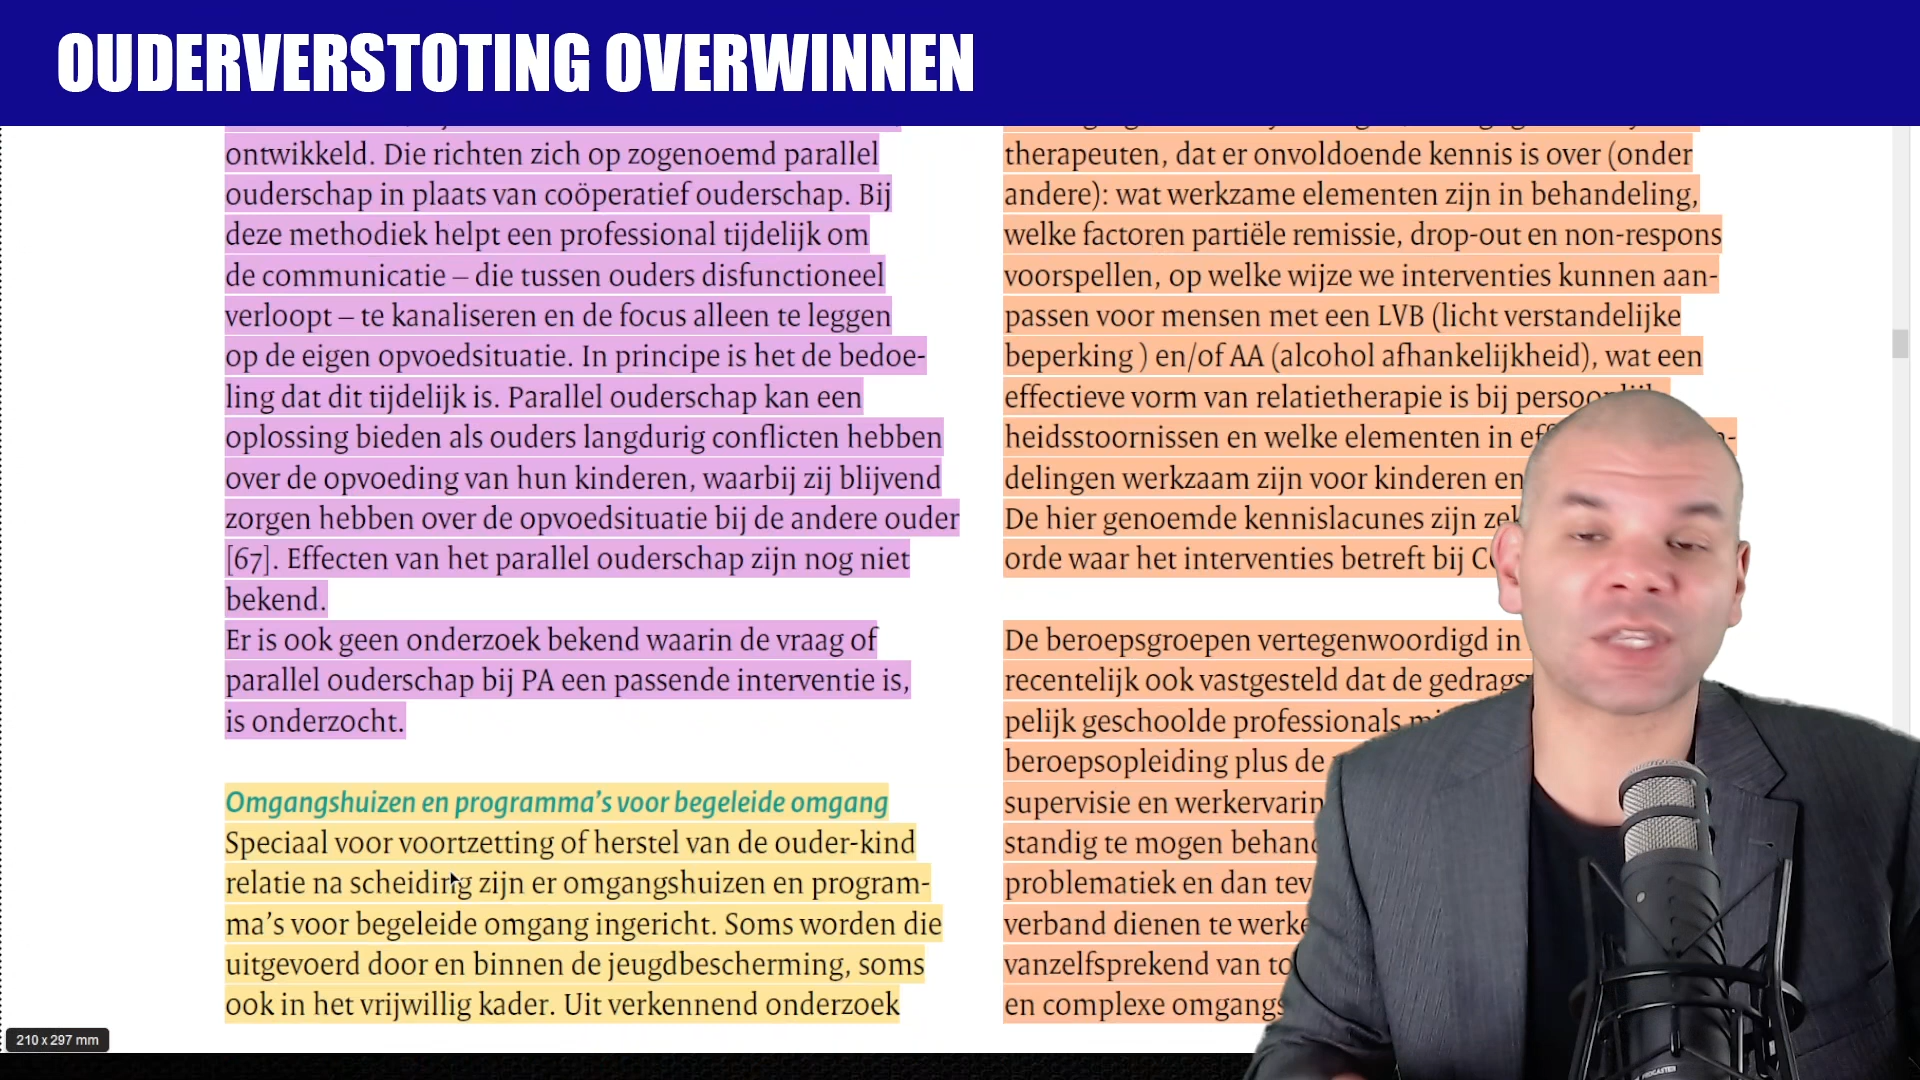 OUDERVERSTOTING OVERWINNEN
ontwikkeld. Die richten zich op zogenoemd parallel
ouderschap in plaats van coöperatief ouderschap. Bij
deze methodiek helpt een professional tijdelijk om
de communicatie – die tussen ouders disfunctioneel
verloopt – te kanaliseren en de focus alleen te leggen
op de eigen opvoedsituatie. In principe is het de bedoe-
ling dat dit tijdelijk is. Parallel ouderschap kan een
oplossing bieden als ouders langdurig conflicten hebben
over de opvoeding van hun kinderen, waarbij zij blijvend
zorgen hebben over de opvoedsituatie bij de andere ouder
[67]. Effecten van het parallel ouderschap zijn nog niet
bekend.
Er is ook geen onderzoek bekend waarin de vraag of
parallel ouderschap bij PA een passende interventie is,
is onderzocht.
Omgangshuizen en programma's voor begeleide omgang
Speciaal voor voortzetting of herstel van de ouder-kind
relatie na scheiding zijn er omgangshuizen en program-
ma's voor begeleide omgang ingericht. Soms worden die
uitgevoerd door en binnen de jeugdbescherming, soms
ook in het vrijwillig kader. Uit verkennend onderzoek
therapeuten, dat er onvoldoende kennis is over (onder
andere): wat werkzame elementen zijn in behandeling,
welke factoren partiële remissie, drop-out en non-respons
voorspellen, op welke wijze we interventies kunnen aan-
passen voor mensen met een LVB (licht verstandelijke
beperking ) en/of AA (alcohol afhankelijkheid), wat een
effectieve vorm van relatietherapie is bij
heidsstoornissen en welke elementen in
delingen werkzaam zijn voor kinderen en
De hier genoemde kennislacunes zijn
orde waar het interventies betreft bij
De beroepsgroepen vertegenwoordigd in
recentelijk ook vastgesteld dat de
pelijk geschoolde professionals
beroepsopleiding plus de
supervisie en
standig te mogen
problematiek en dan
verband dienen te
vanzelfsprekend van
en complexe
210 x 297 mm